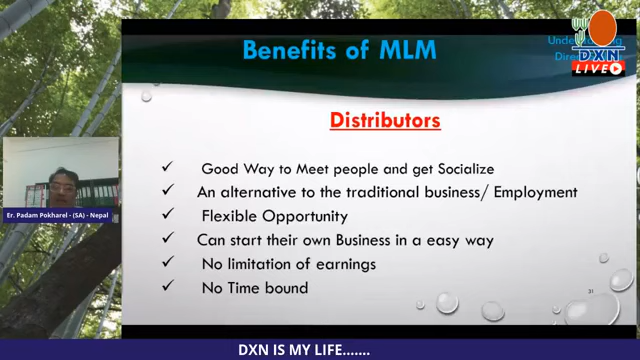 Benefits of MLM
DXN
LIVE
Distributors
✓ Good Way to Meet people and get Socialize
✓ An alternative to the traditional business/ Employment
✓ Flexible Opportunity
✓ Can start their own Business in a easy way
✓ No limitation of earnings
✓ No Time bound
31
Er. Padam Pokharel - (SA) - Nepal
DXN IS MY LIFE.......